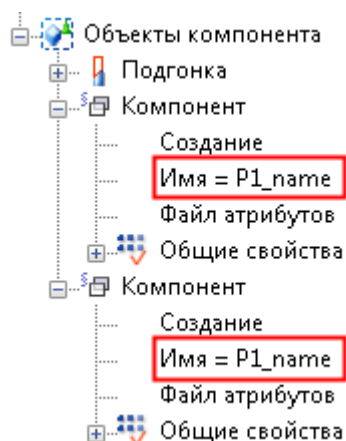 Объекты компонента
Подгонка
Компонент
Создание
Имя = P1_name
Файл атрибутов
Общие свойства
Компонент
Создание
Имя = P1_name
Файл атрибутов
Общие свойства